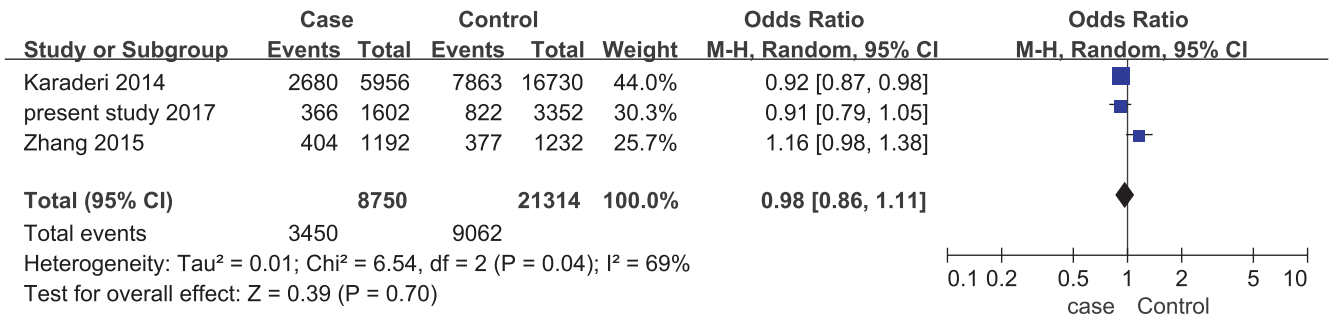 Case Control Odds Ratio Odds Ratio
Study or Subgroup Events Total Events Total Weight M-H, Random, 95% CI M-H, Random, 95% CI
Karaderi 2014 2680 5956 7863 16730 44.0% 0.92 [0.87, 0.98]
present study 2017 366 1602 822 3352 30.3% 0.91 [0.79, 1.05]
Zhang 2015 404 1192 377 1232 25.7% 1.16 [0.98, 1.38]
Total (95% CI) 8750 21314 100.0% 0.98 [0.86, 1.11]
Total events 3450 9062
Heterogeneity: Tau² = 0.01; Chi² = 6.54, df = 2 (P = 0.04); I² = 69%
Test for overall effect: Z = 0.39 (P = 0.70)
0.1 0.2 0.5 1 2 5 10
case Control